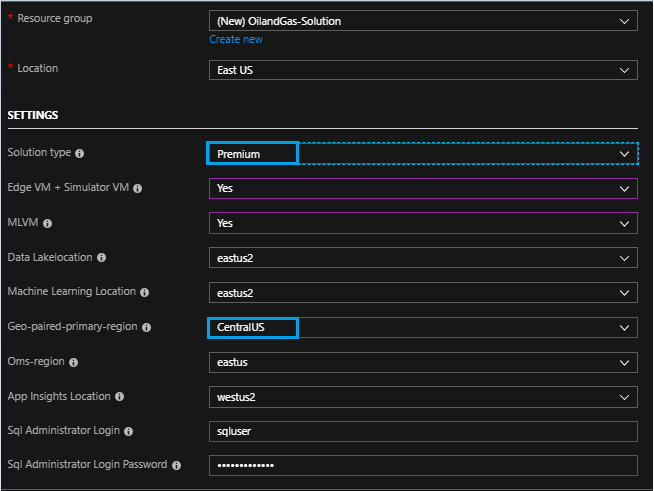 * Resource group (New) OilandGas-Solution
Create new
* Location East US
SETTINGS
Solution type Premium
Edge VM + Simulator VM Yes
MLVM Yes
Data Lakelocation eastus2
Machine Learning Location eastus2
Geo-paired-primary-region CentralUS
Oms-region eastus
App Insights Location westus2
Sql Administrator Login sqluser
Sql Administrator Login Password •••••••••••••